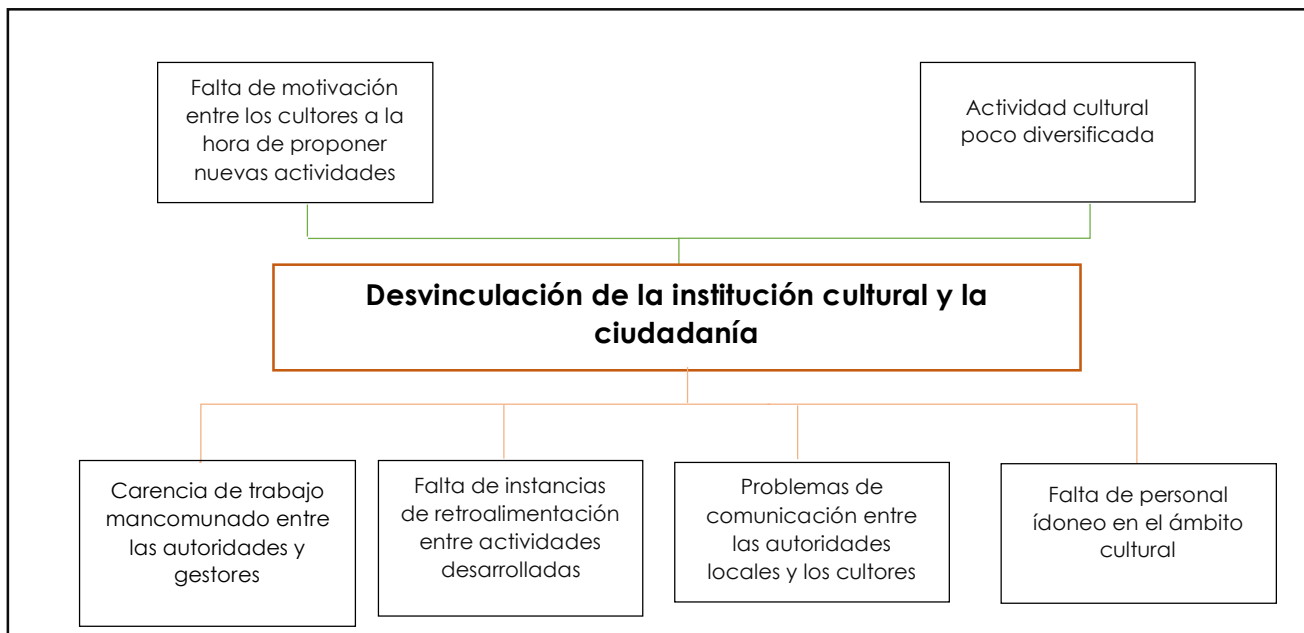 Falta de motivación
entre los cultores a la
hora de proponer
nuevas actividades
Actividad cultural
poco diversificada
Desvinculación de la institución cultural y la
ciudadanía
Carencia de trabajo
mancomunado entre
las autoridades y
gestores
Falta de instancias
de retroalimentación
entre actividades
desarrolladas
Problemas de
comunicación entre
las autoridades
locales y los cultores
Falta de personal
ídoneo en el ámbito
cultural